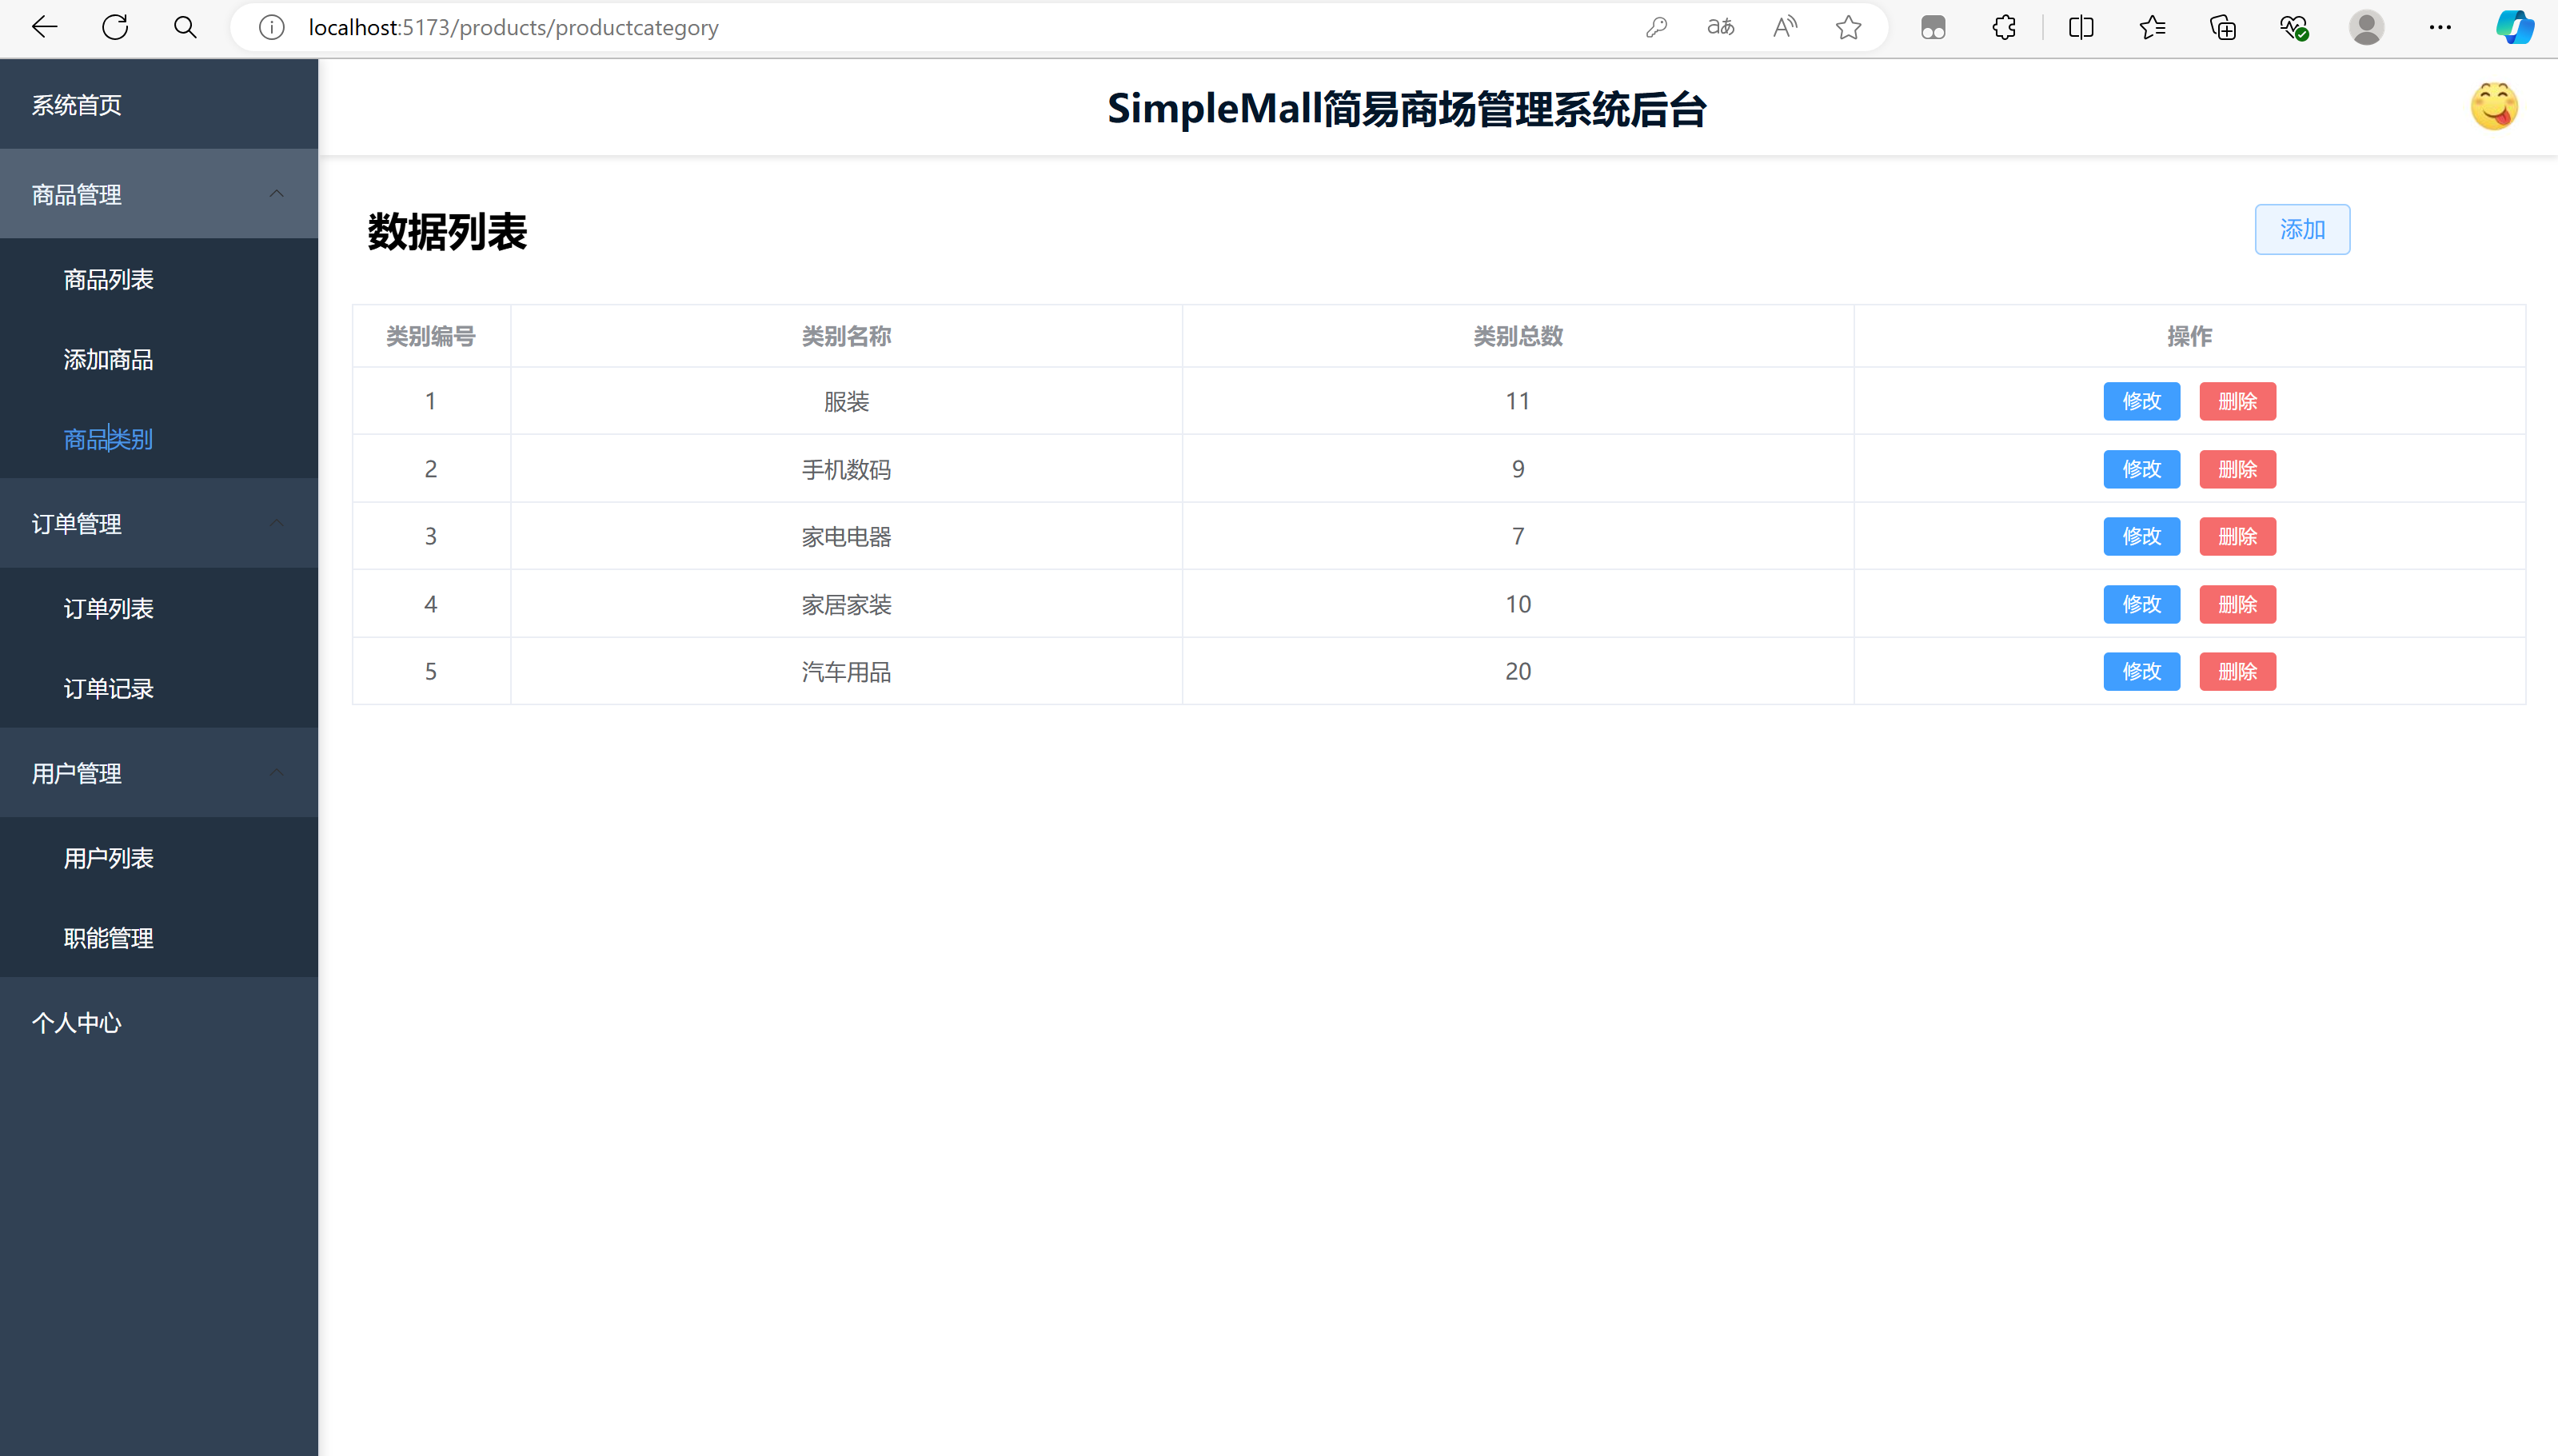 localhost:5173/products/productcategory
aあ
A
系统首页
SimpleMall简易商场管理系统后台
商品管理
商品列表
添加商品
商品类别
订单管理
订单列表
订单记录
用户管理
用户列表
职能管理
个人中心
数据列表
添加
类别编号 类别名称 类别总数 操作
1 服装 11 修改 删除
2 手机数码 9 修改 删除
3 家电电器 7 修改 删除
4 家居家装 10 修改 删除
5 汽车用品 20 修改 删除